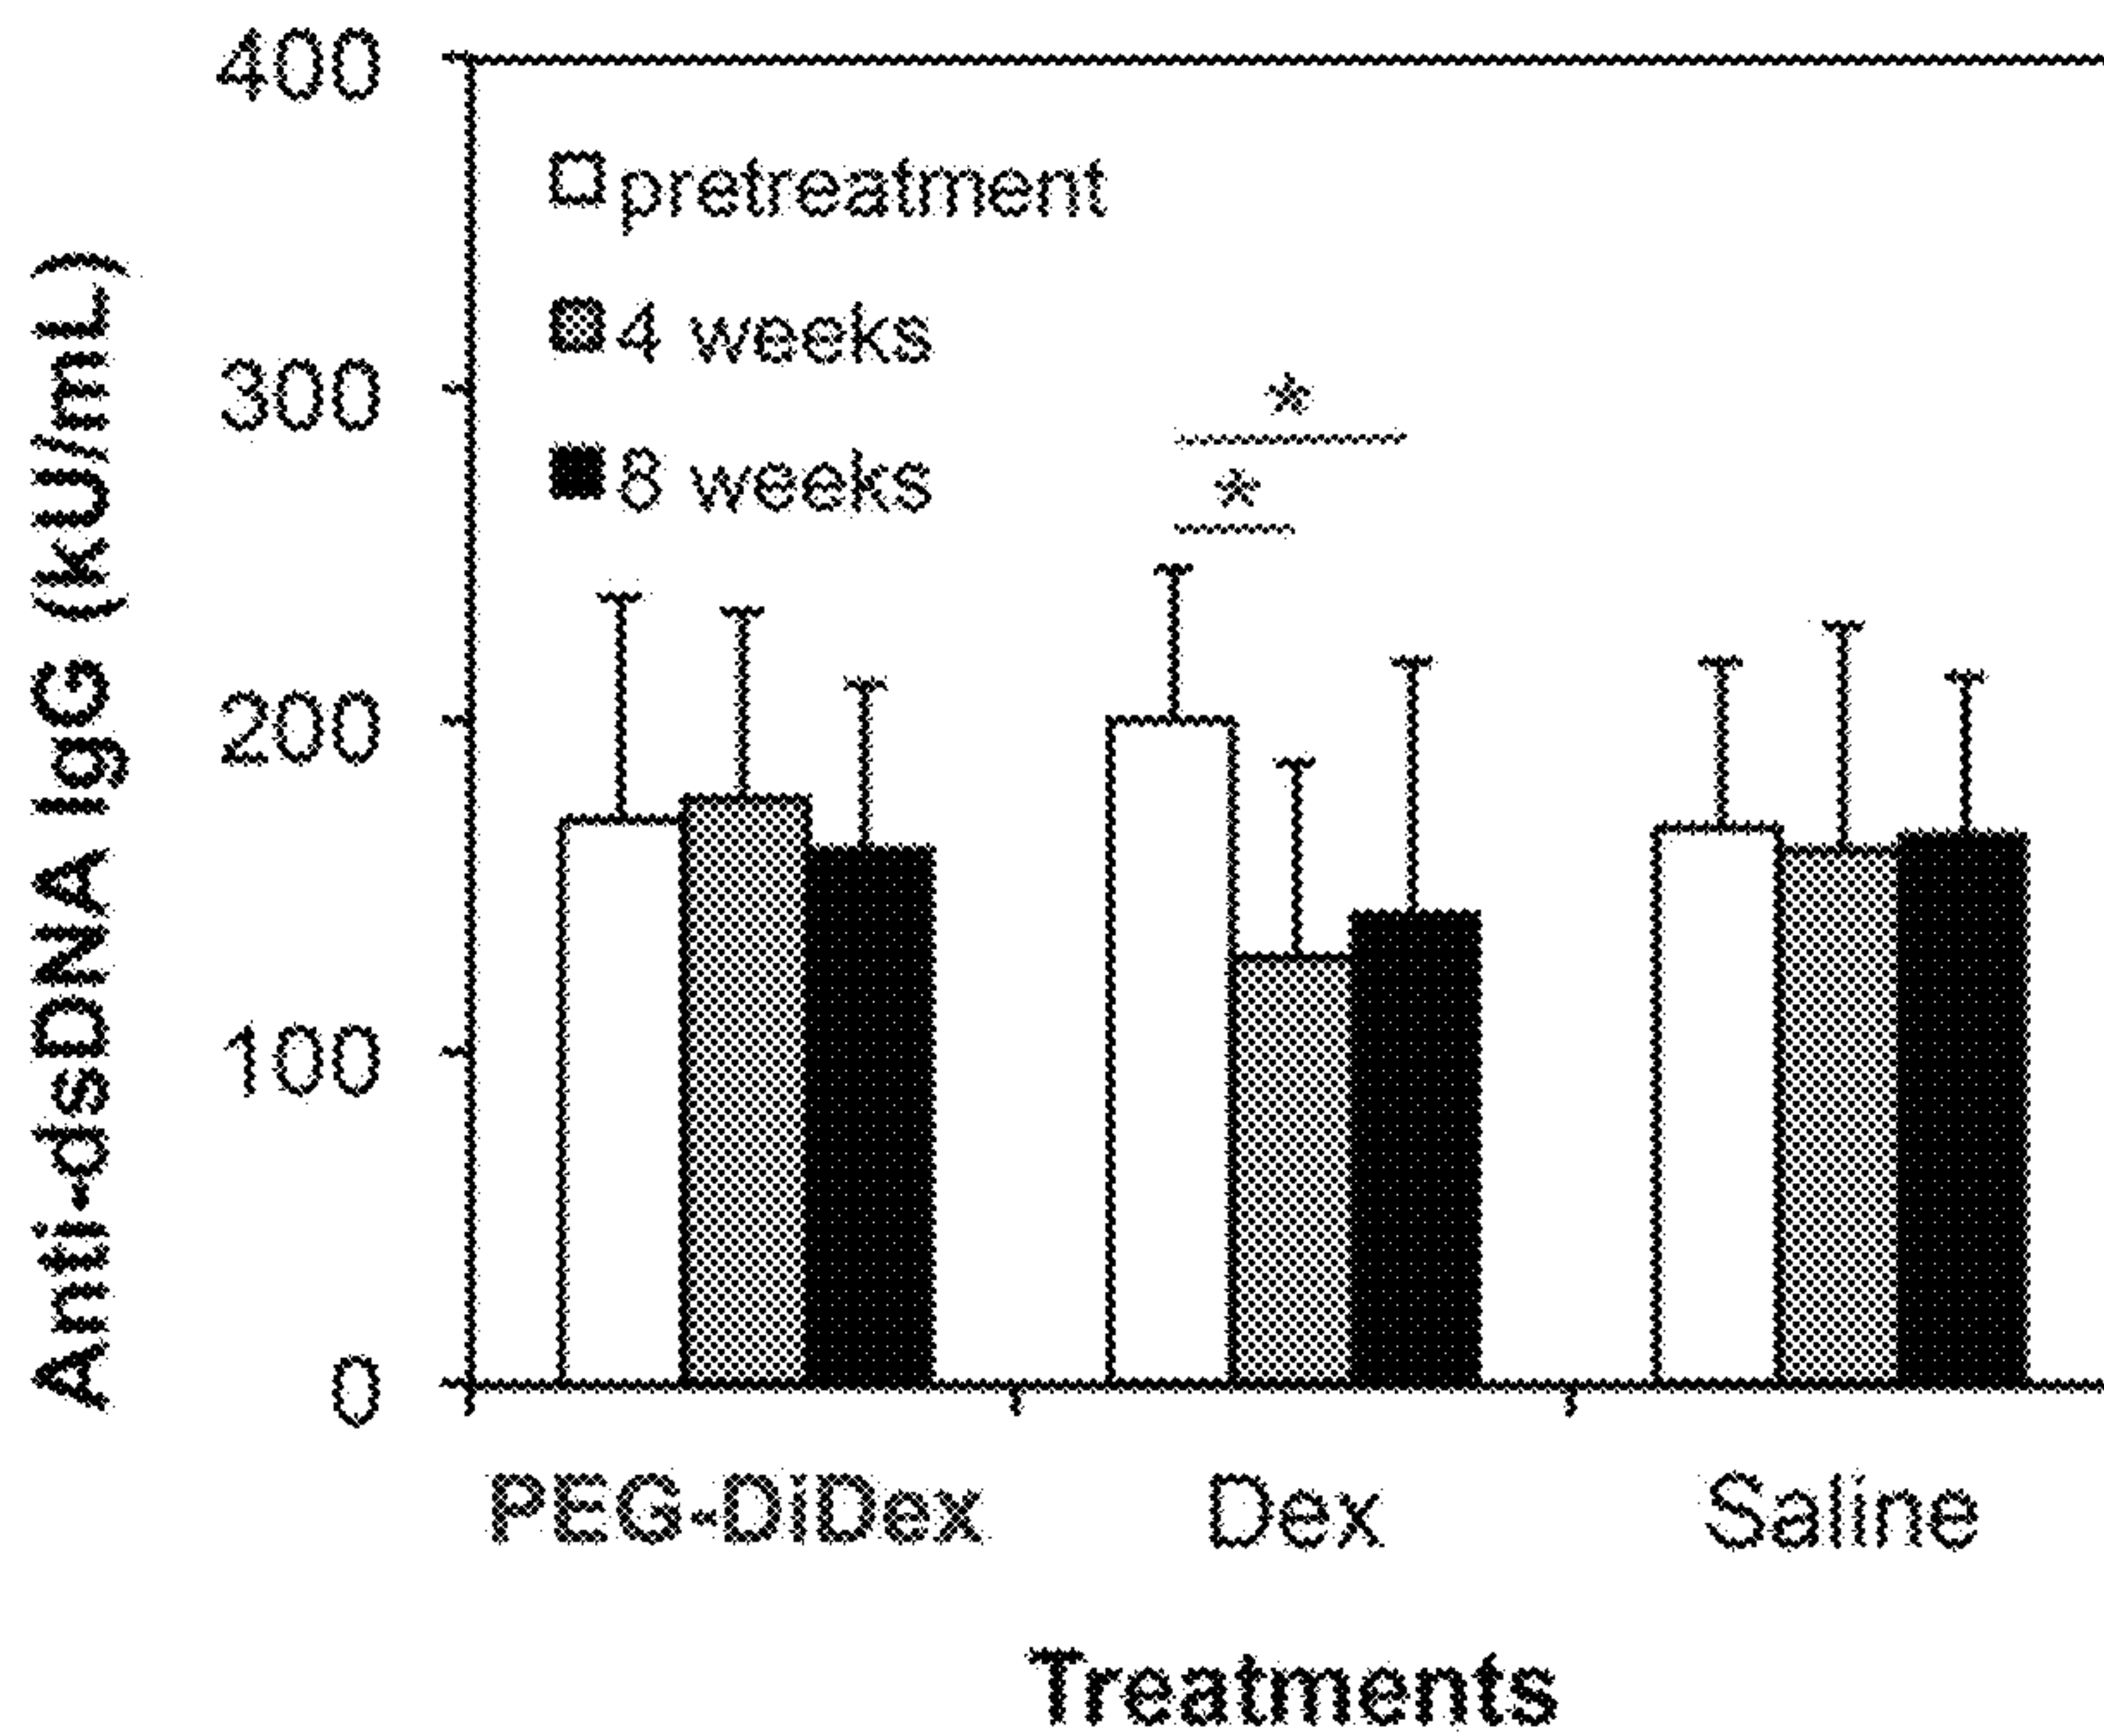 Anti-dsDNA IgG (kU/mL)
400
300
200
100
0
pretreatment
4 weeks
8 weeks
*
*
PEG-DiDex Dex Saline
Treatments